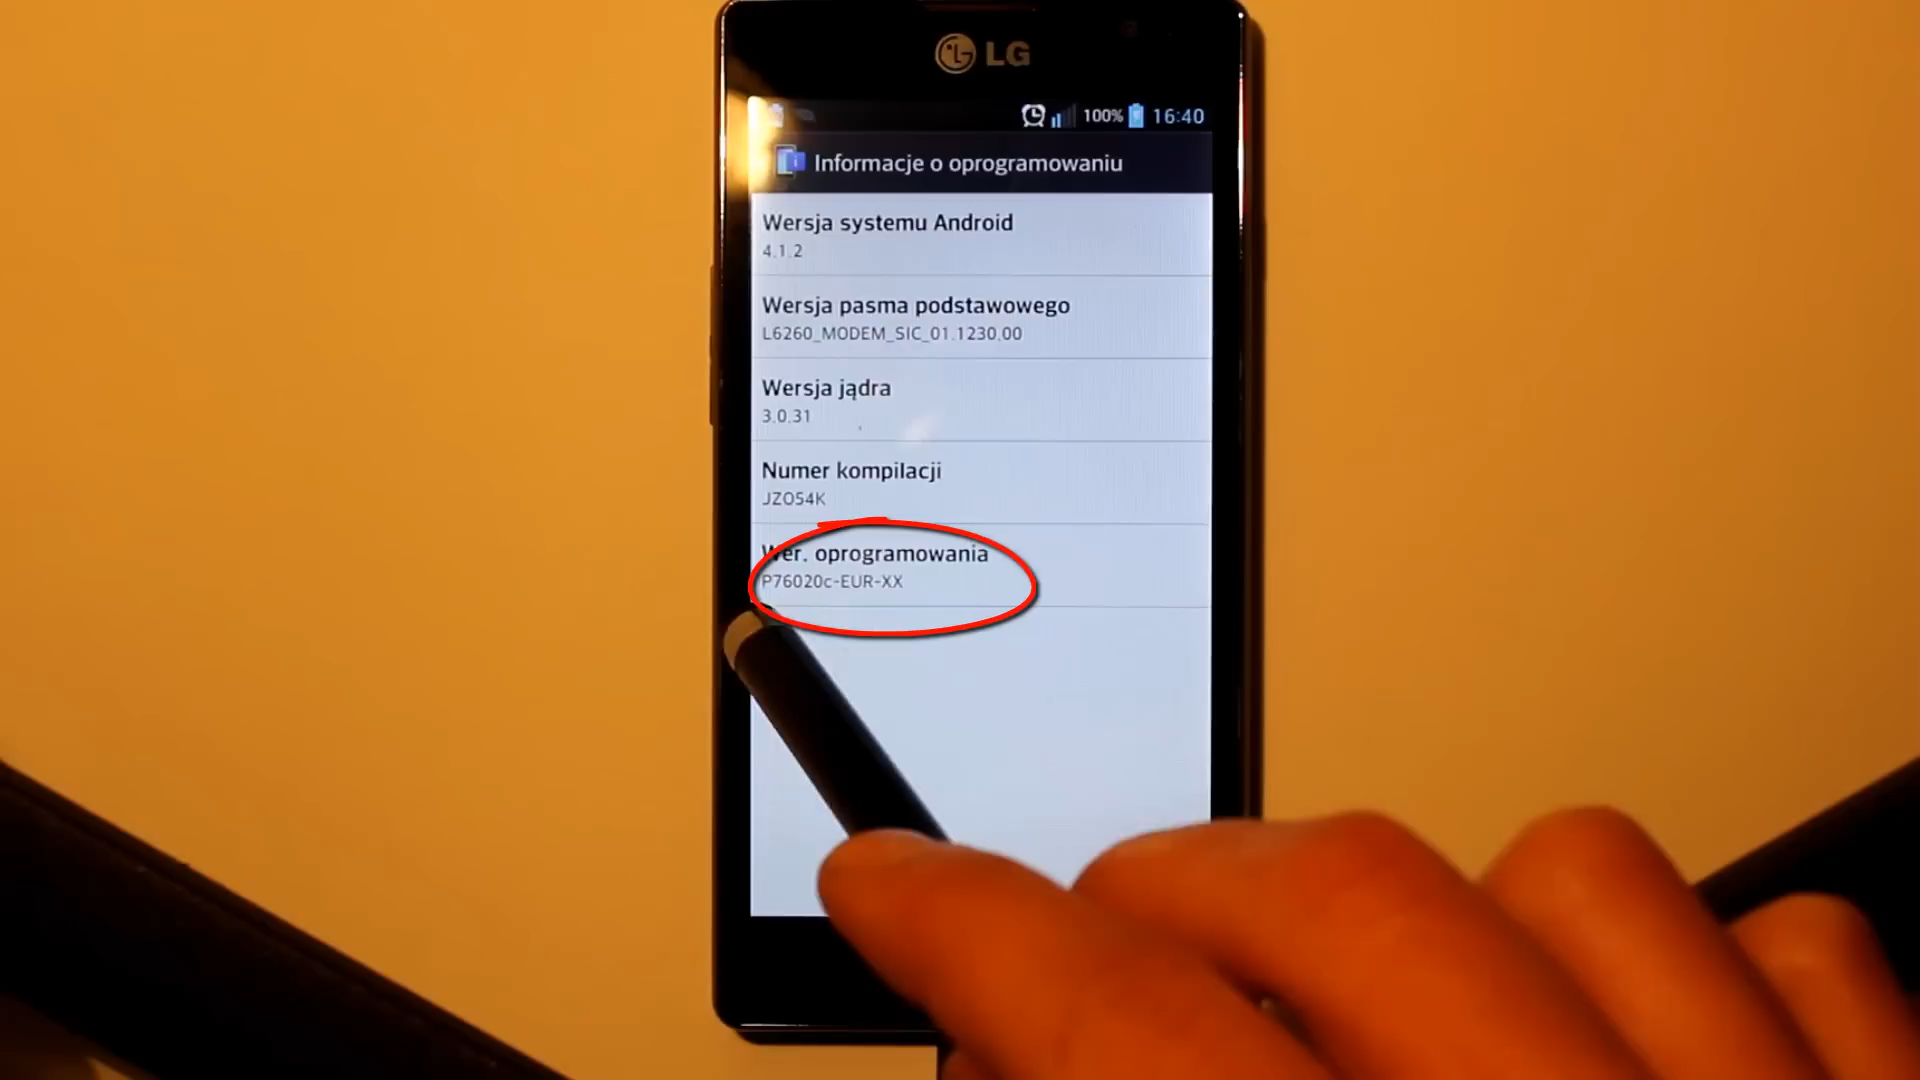 LG
100% 16:40
Informacje o oprogramowaniu
Wersja systemu Android
4.1.2
Wersja pasma podstawowego
L6260_MODEM_SIC_01.1230.00
Wersja jądra
3.0.31
Numer kompilacji
JZO54K
Wer. oprogramowania
P76020c-EUR-XX